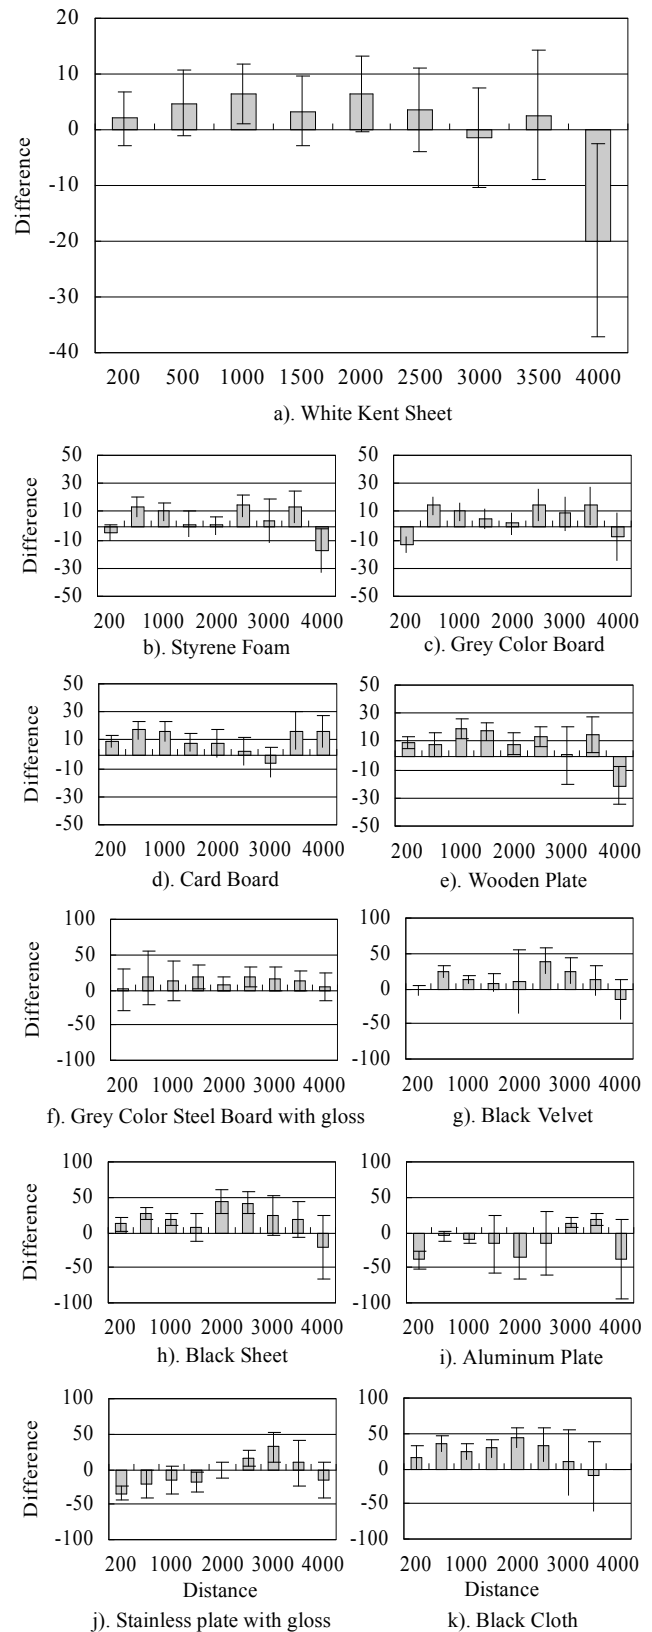 20
10
0
-10
-20
-30
-40
Difference
200 500 1000 1500 2000 2500 3000 3500 4000
a). White Kent Sheet
50
30
10
-10
-30
-50
Difference
200 1000 2000 3000 4000
b). Styrene Foam
50
30
10
-10
-30
-50
200 1000 2000 3000 4000
c). Grey Color Board
50
30
10
-10
-30
-50
Difference
200 1000 2000 3000 4000
d). Card Board
50
30
10
-10
-30
-50
200 1000 2000 3000 4000
e). Wooden Plate
100
50
0
-50
-100
Difference
200 1000 2000 3000 4000
f). Grey Color Steel Board with gloss
100
50
0
-50
-100
200 1000 2000 3000 4000
g). Black Velvet
100
50
0
-50
-100
Difference
200 1000 2000 3000 4000
h). Black Sheet
100
50
0
-50
-100
200 1000 2000 3000 4000
i). Aluminum Plate
100
50
0
-50
-100
Difference
200 1000 2000 3000 4000
Distance
j). Stainless plate with gloss
100
50
0
-50
-100
200 1000 2000 3000 4000
Distance
k). Black Cloth